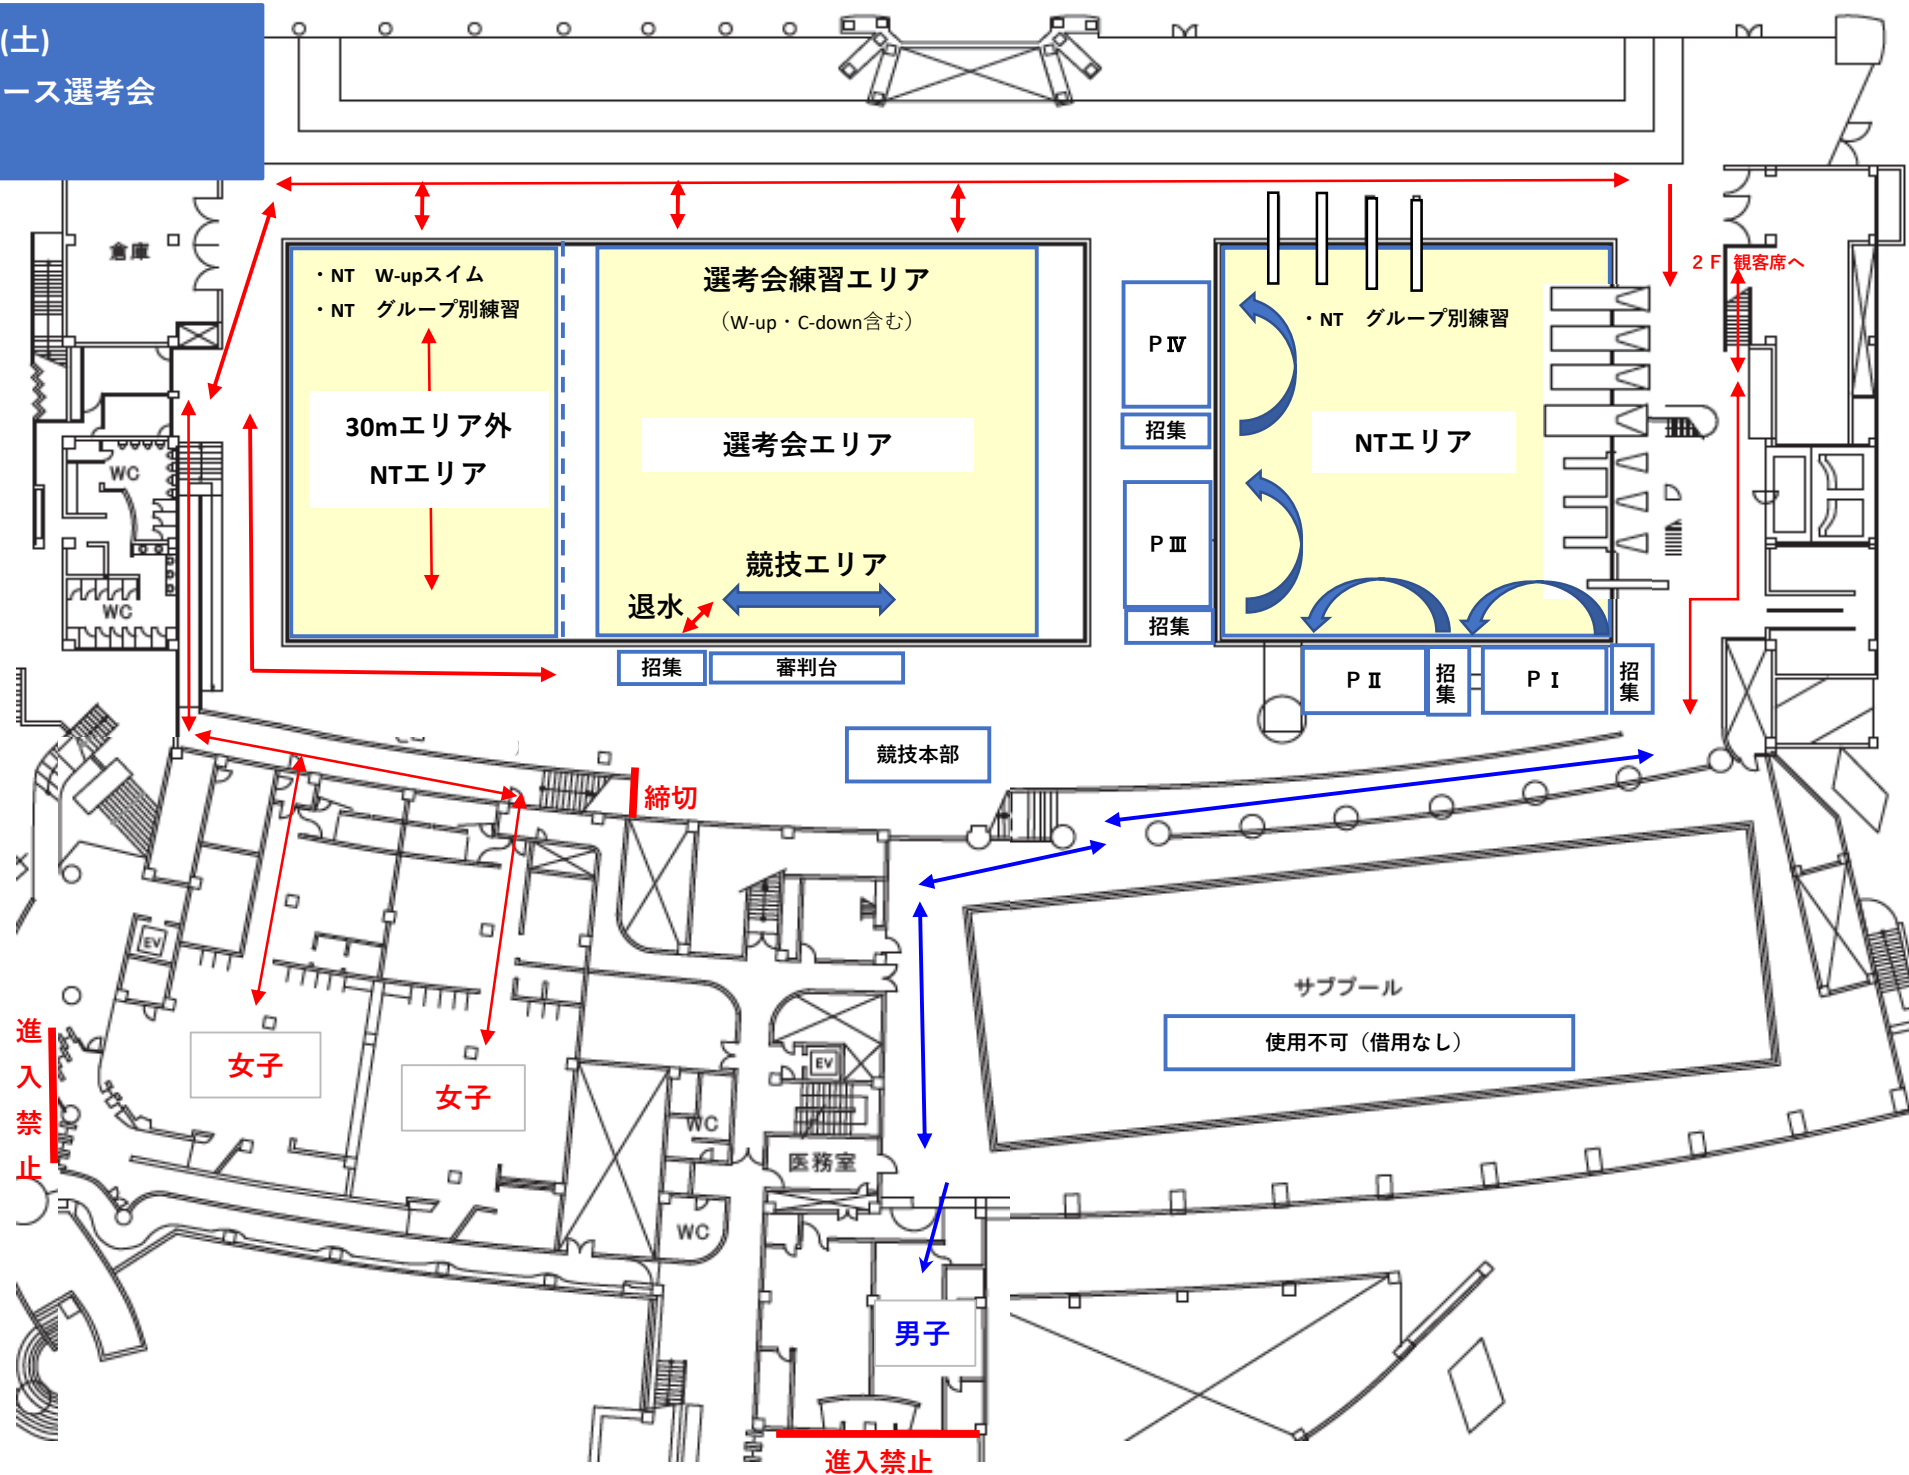 (土)
ース選考会
倉庫
・NT　W-upスイム
・NT　グループ別練習
30mエリア外
NTエリア
選考会練習エリア
（W-up・C-down含む）
選考会エリア
競技エリア
退水
招集
審判台
PⅣ
招集
PⅢ
招集
・NT　グループ別練習
NTエリア
PⅡ
招集
PⅠ
招集
２Ｆ 観客席へ
WC
WC
競技本部
締切
EV
女子
女子
進入禁止
EV
WC
医務室
WC
サブプール
使用不可（借用なし）
男子
進入禁止